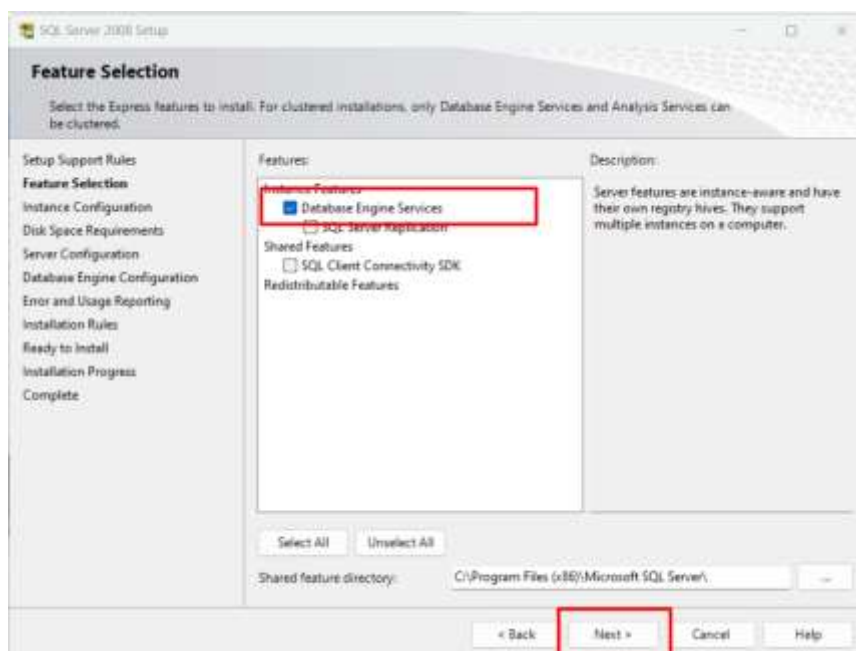 SQL Server 2008 Setup
Feature Selection
Select the Express features to install. For clustered installations, only Database Engine Services and Analysis Services can
be clustered.
Setup Support Rules
Feature Selection
Instance Configuration
Disk Space Requirements
Server Configuration
Database Engine Configuration
Error and Usage Reporting
Installation Rules
Ready to Install
Installation Progress
Complete
Features:
Instance Features
Database Engine Services
SQL Server Replication
Shared Features
SQL Client Connectivity SDK
Redistributable Features
Description:
Server features are instance-aware and have
their own registry hives. They support
multiple instances on a computer.
Select All
Unselect All
Shared feature directory:
C:\Program Files (x86)\Microsoft SQL Server\
...
< Back
Next >
Cancel
Help